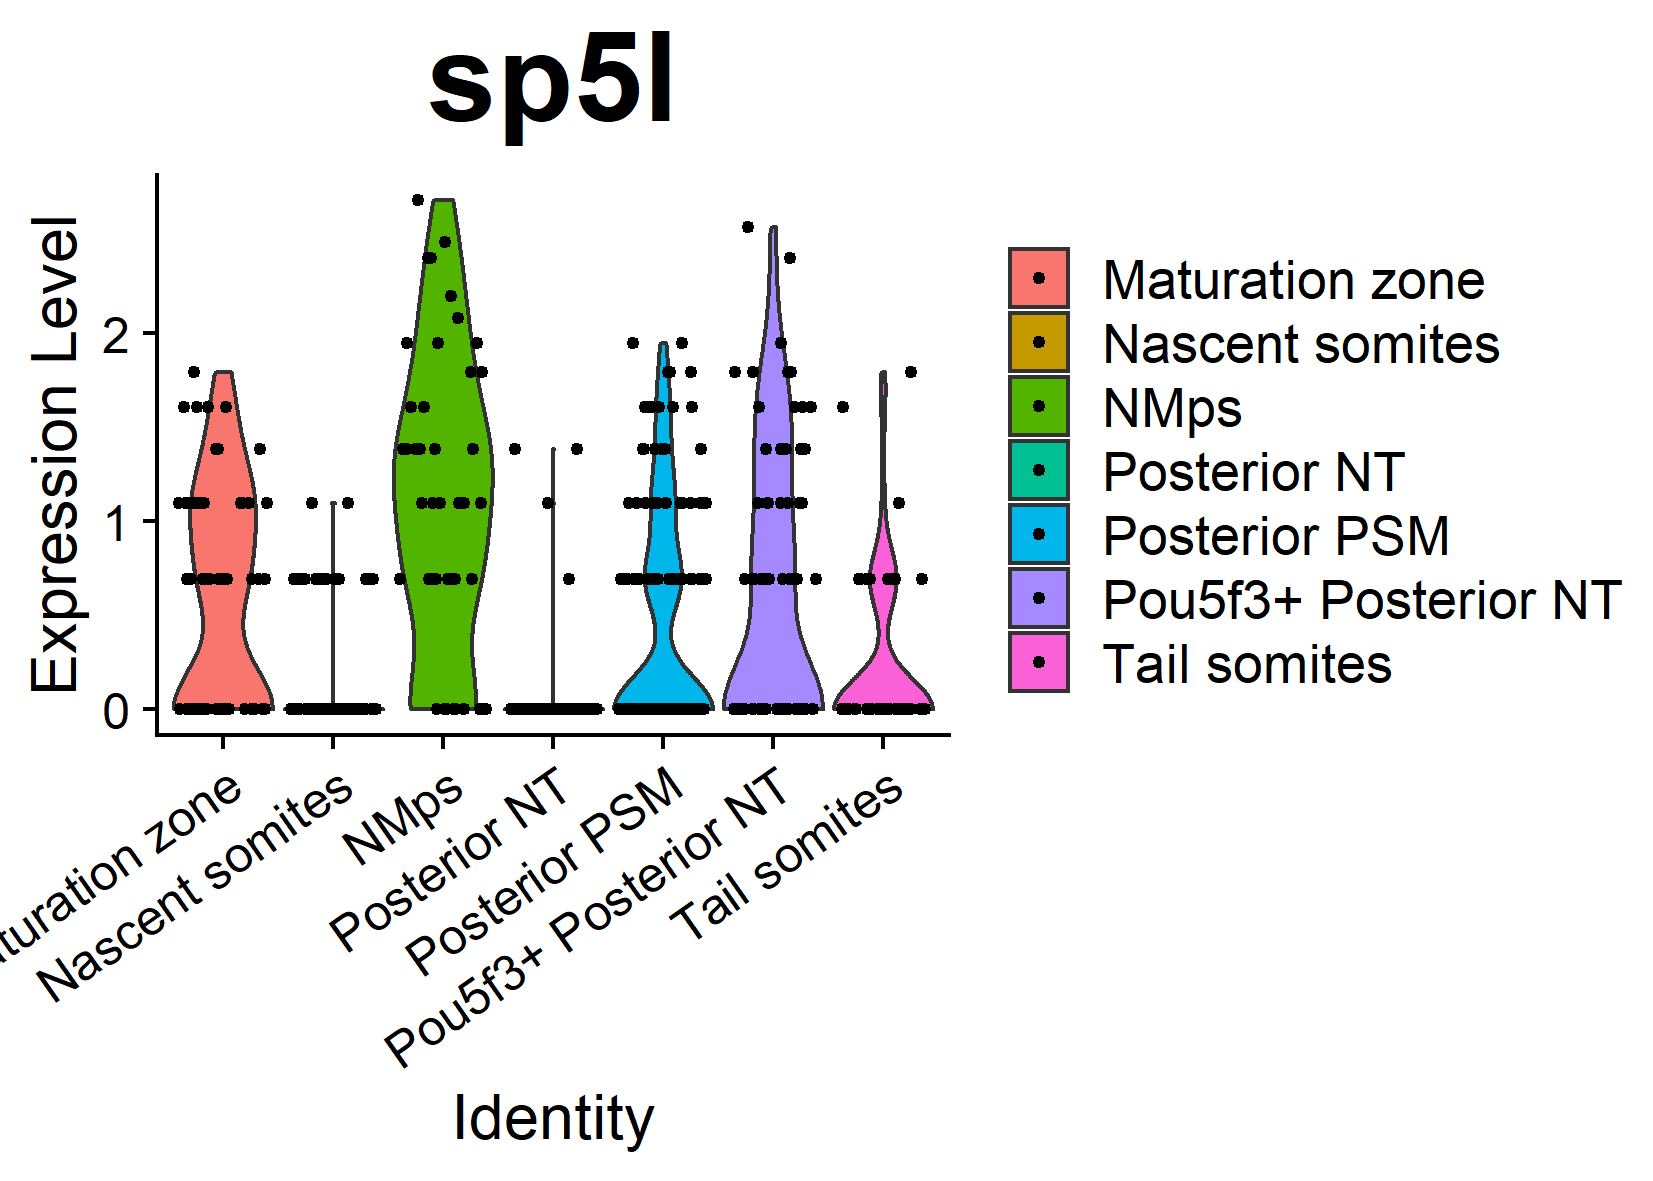 sp5l
Expression Level
2
1
0
turation zone
Nascent somites
NMps
Posterior NT
Posterior PSM
Pou5f3+ Posterior NT
Tail somites
Identity
Maturation zone
Nascent somites
NMps
Posterior NT
Posterior PSM
Pou5f3+ Posterior NT
Tail somites